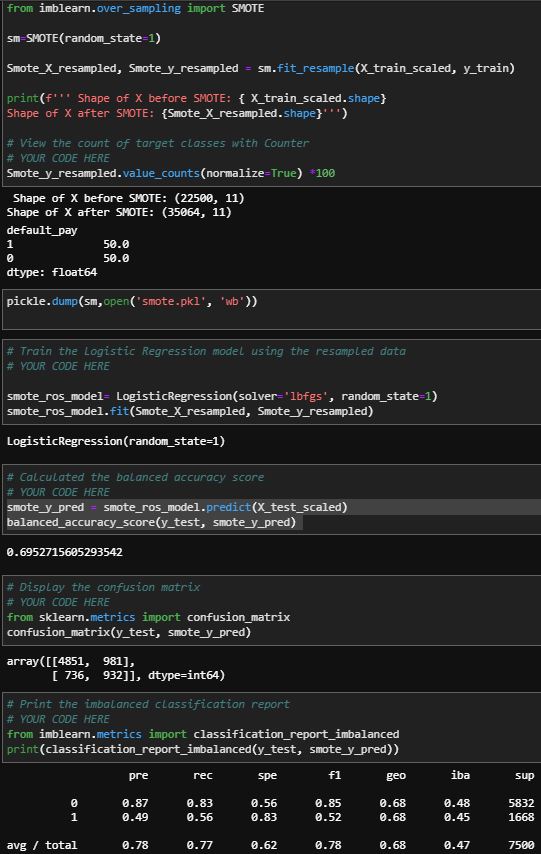 from imblearn.over_sampling import SMOTE
sm=SMOTE(random_state=1)
Smote_X_resampled, Smote_y_resampled = sm.fit_resample(X_train_scaled, y_train)
print(f''' Shape of X before SMOTE: { X_train_scaled.shape}
Shape of X after SMOTE: {Smote_X_resampled.shape}''')
# View the count of target classes with Counter
# YOUR CODE HERE
Smote_y_resampled.value_counts(normalize=True) *100
Shape of X before SMOTE: (22500, 11)
Shape of X after SMOTE: (35064, 11)
default_pay
1 50.0
0 50.0
dtype: float64
pickle.dump(sm,open('smote.pkl', 'wb'))
# Train the Logistic Regression model using the resampled data
# YOUR CODE HERE
smote_ros_model= LogisticRegression(solver='lbfgs', random_state=1)
smote_ros_model.fit(Smote_X_resampled, Smote_y_resampled)
LogisticRegression(random_state=1)
# Calculated the balanced accuracy score
# YOUR CODE HERE
smote_y_pred = smote_ros_model.predict(X_test_scaled)
balanced_accuracy_score(y_test, smote_y_pred)
0.6952715605293542
# Display the confusion matrix
# YOUR CODE HERE
from sklearn.metrics import confusion_matrix
confusion_matrix(y_test, smote_y_pred)
array([[4851, 981],
[ 736, 932]], dtype=int64)
# Print the imbalanced classification report
# YOUR CODE HERE
from imblearn.metrics import classification_report_imbalanced
print(classification_report_imbalanced(y_test, smote_y_pred))
pre rec spe f1 geo iba sup
0 0.87 0.83 0.56 0.85 0.68 0.48 5832
1 0.49 0.56 0.83 0.52 0.68 0.45 1668
avg / total 0.78 0.77 0.62 0.78 0.68 0.47 7500